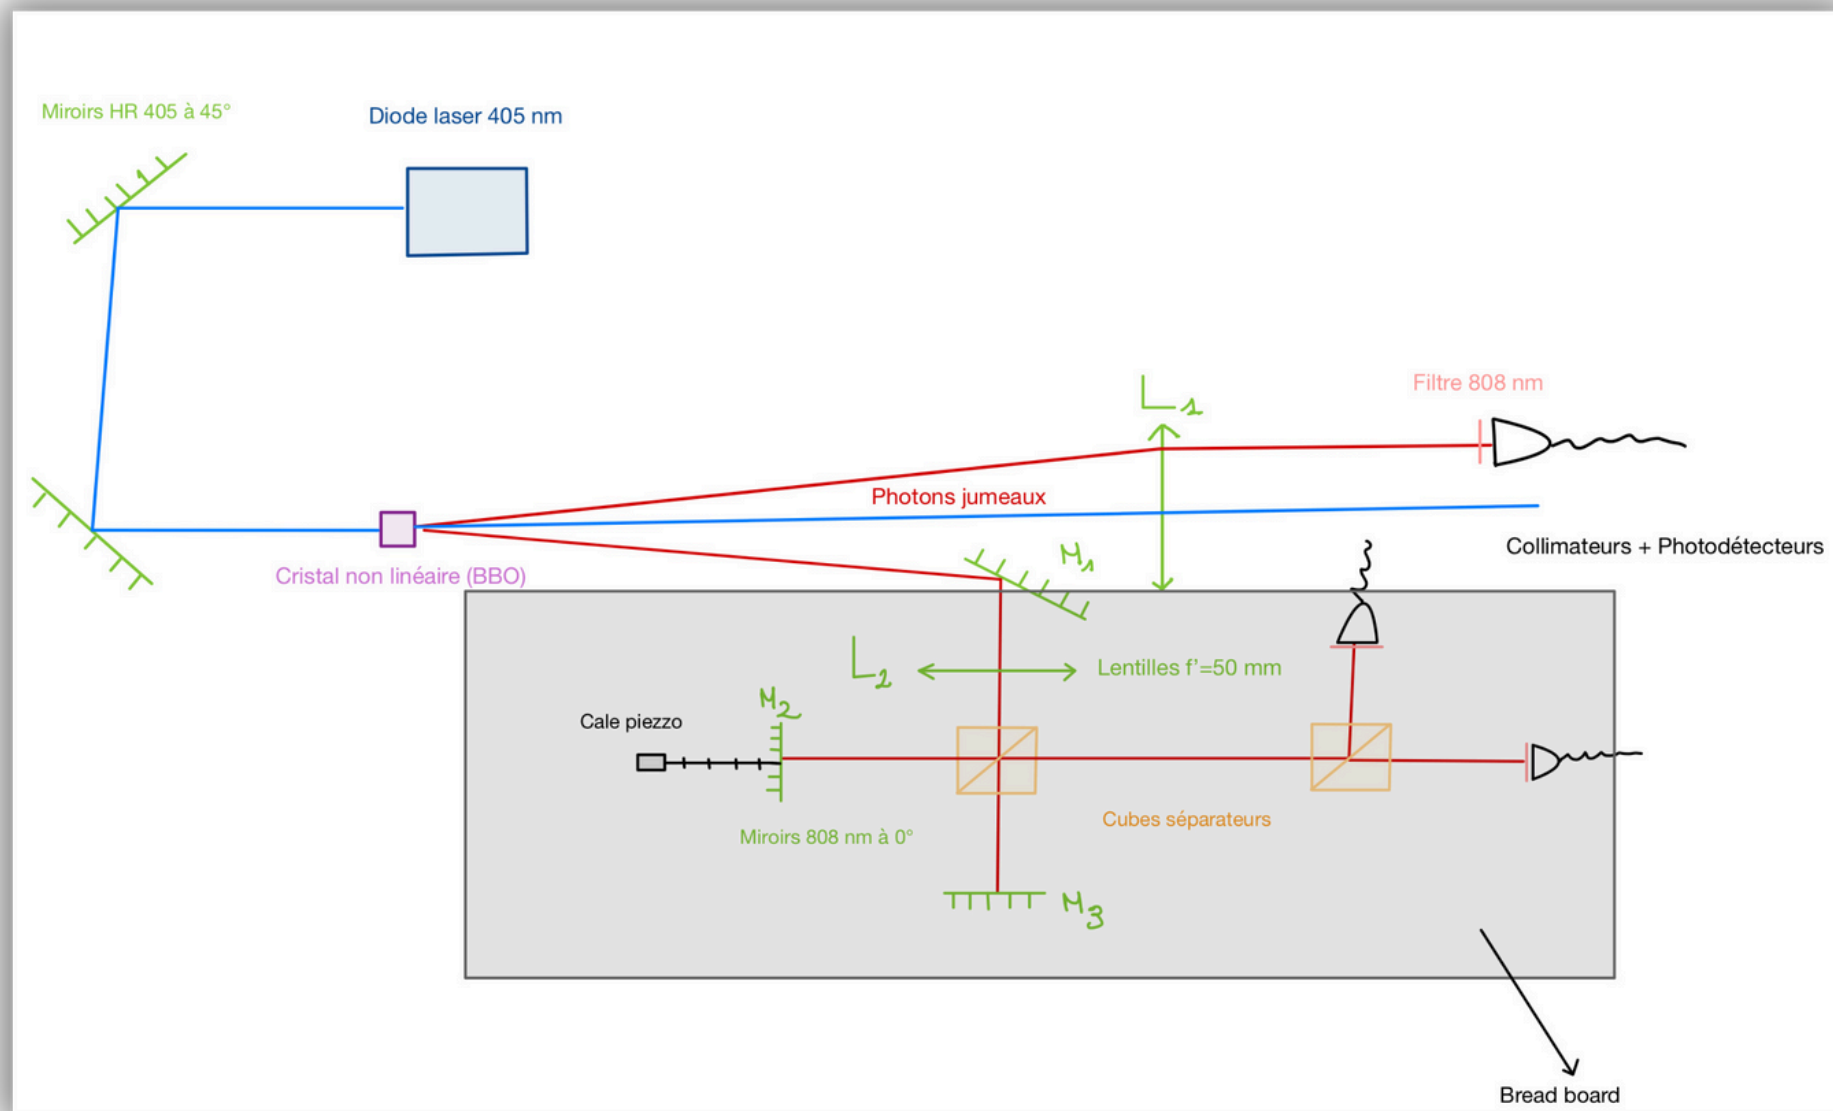 Miroirs HR 405 à 45°
Diode laser 405 nm
L1
Filtre 808 nm
Photons jumeaux
M1
Collimateurs + Photodétecteurs
Cristal non linéaire (BBO)
L2
Lentilles f'=50 mm
M2
Cale piezzo
Cubes séparateurs
Miroirs 808 nm à 0°
M3
Bread board